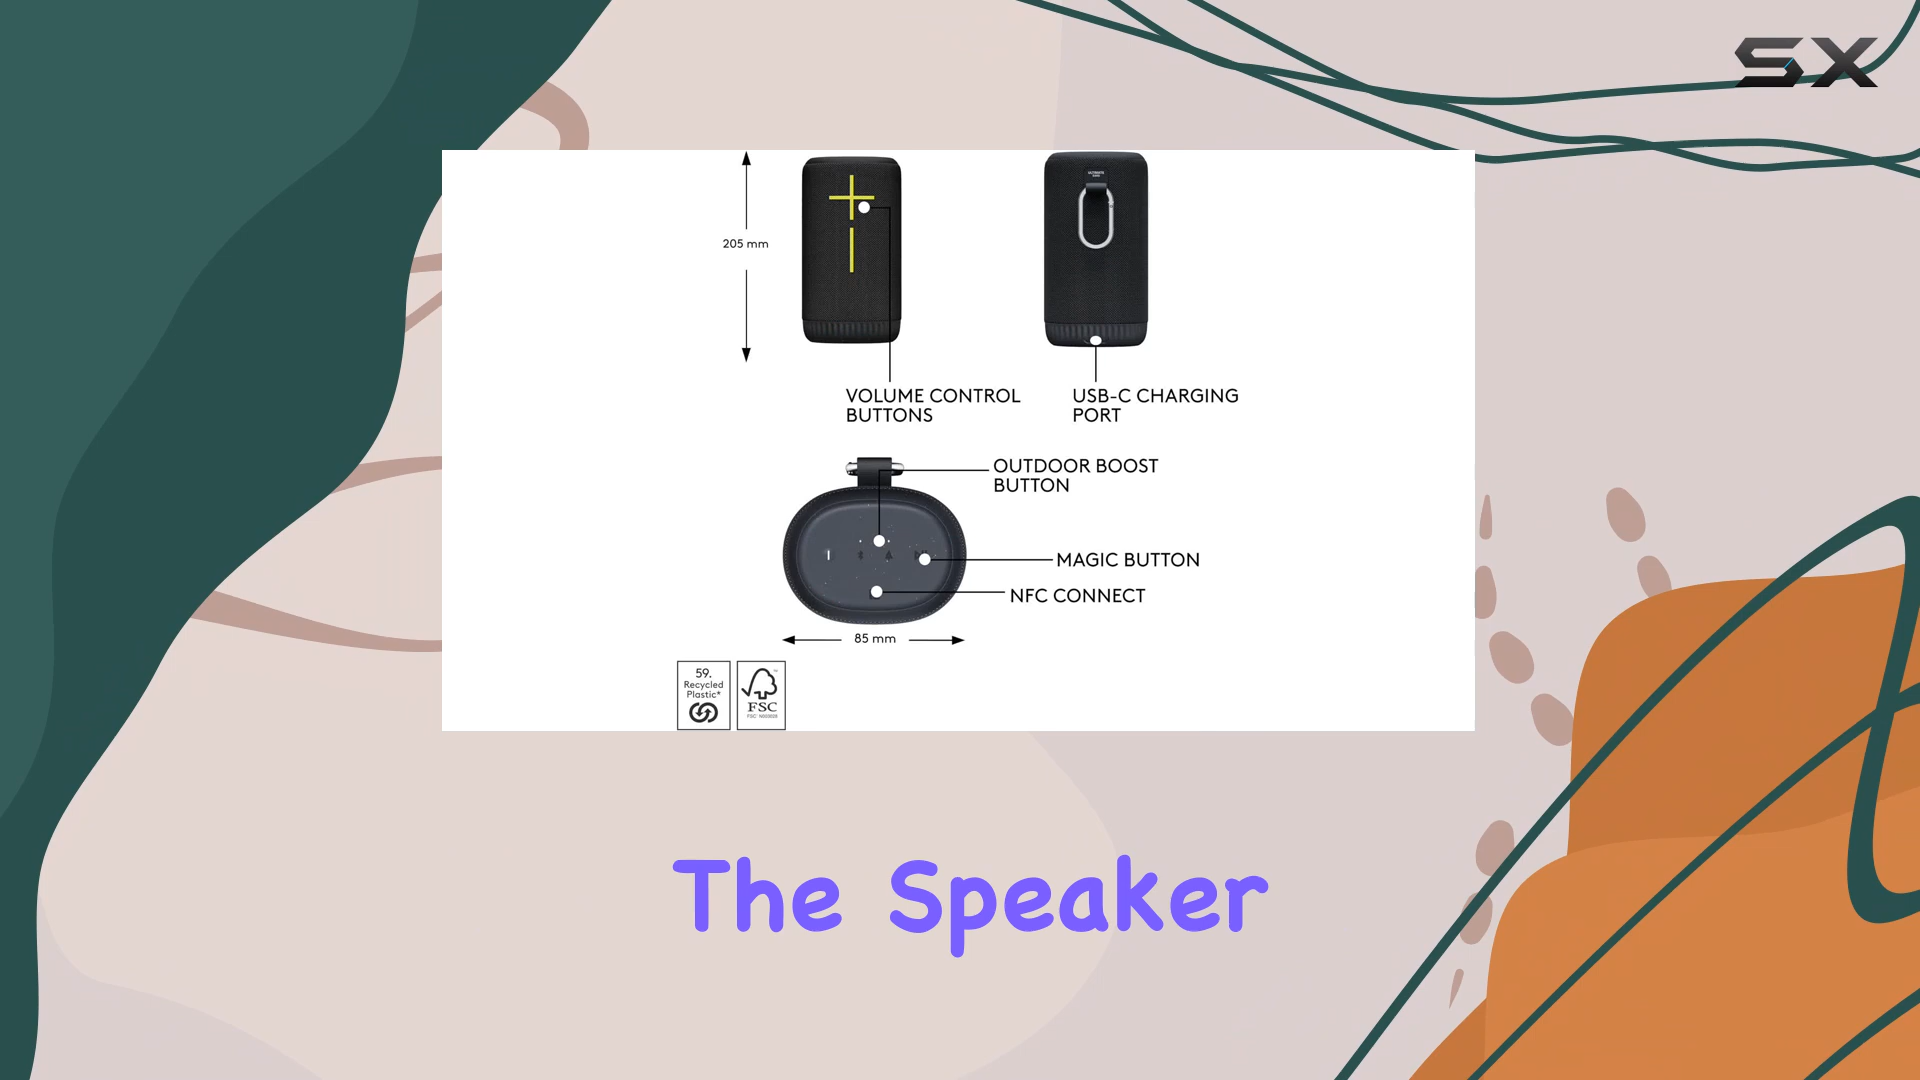 SX
205 mm
VOLUME CONTROL
BUTTONS
USB-C CHARGING
PORT
OUTDOOR BOOST
BUTTON
MAGIC BUTTON
NFC CONNECT
85 mm
59.
Recycled
Plastic*
FSC
The Speaker